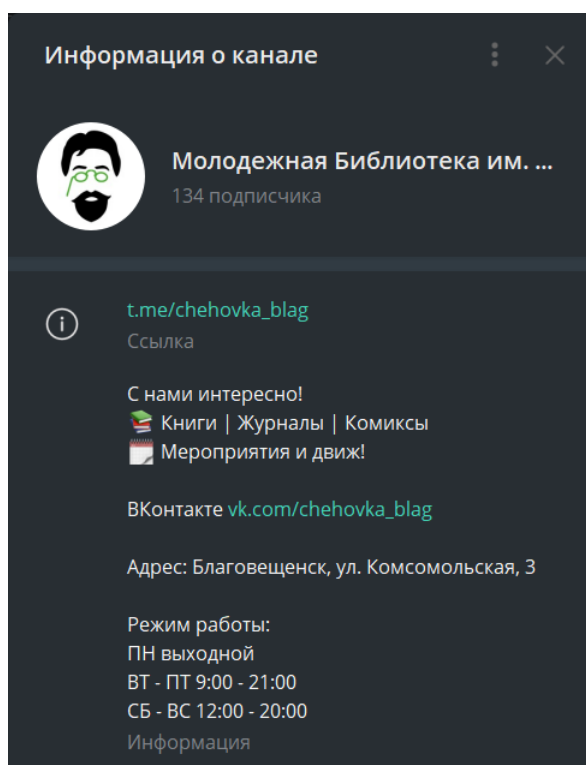 Информация о канале
Молодежная Библиотека им. ...
134 подписчика
t.me/chehovka_blag
Ссылка
С нами интересно!
📚 Книги | Журналы | Комиксы
🗓 Мероприятия и движ!
ВКонтакте vk.com/chehovka_blag
Адрес: Благовещенск, ул. Комсомольская, 3
Режим работы:
ПН выходной
ВТ - ПТ 9:00 - 21:00
СБ - ВС 12:00 - 20:00
Информация